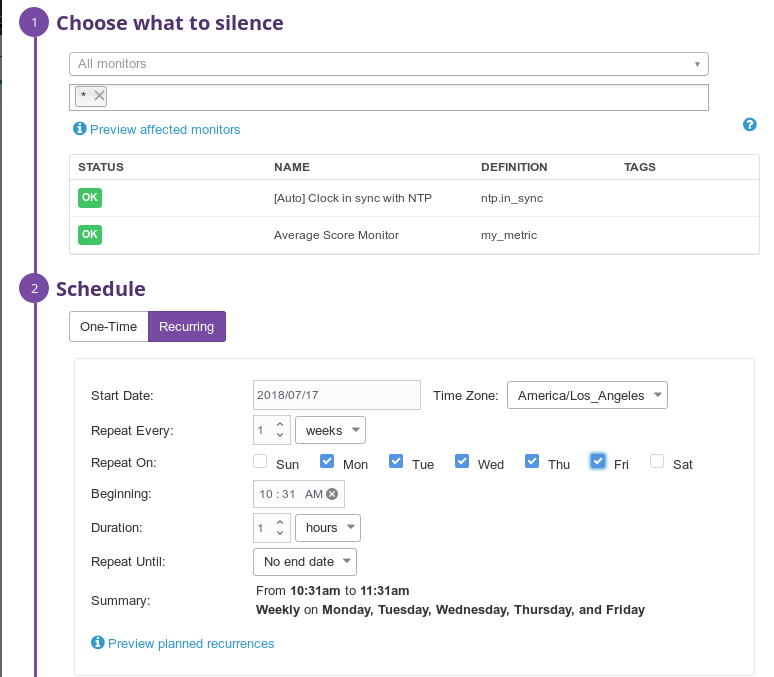 1 Choose what to silence
All monitors
*
Preview affected monitors
STATUS NAME DEFINITION TAGS
OK [Auto] Clock in sync with NTP ntp.in_sync
OK Average Score Monitor my_metric
2 Schedule
One-Time Recurring
Start Date: 2018/07/17 Time Zone: America/Los_Angeles
Repeat Every: 1 weeks
Repeat On: Sun Mon Tue Wed Thu Fri Sat
Beginning: 10 : 31 AM
Duration: 1 hours
Repeat Until: No end date
Summary: From 10:31am to 11:31am
Weekly on Monday, Tuesday, Wednesday, Thursday, and Friday
Preview planned recurrences